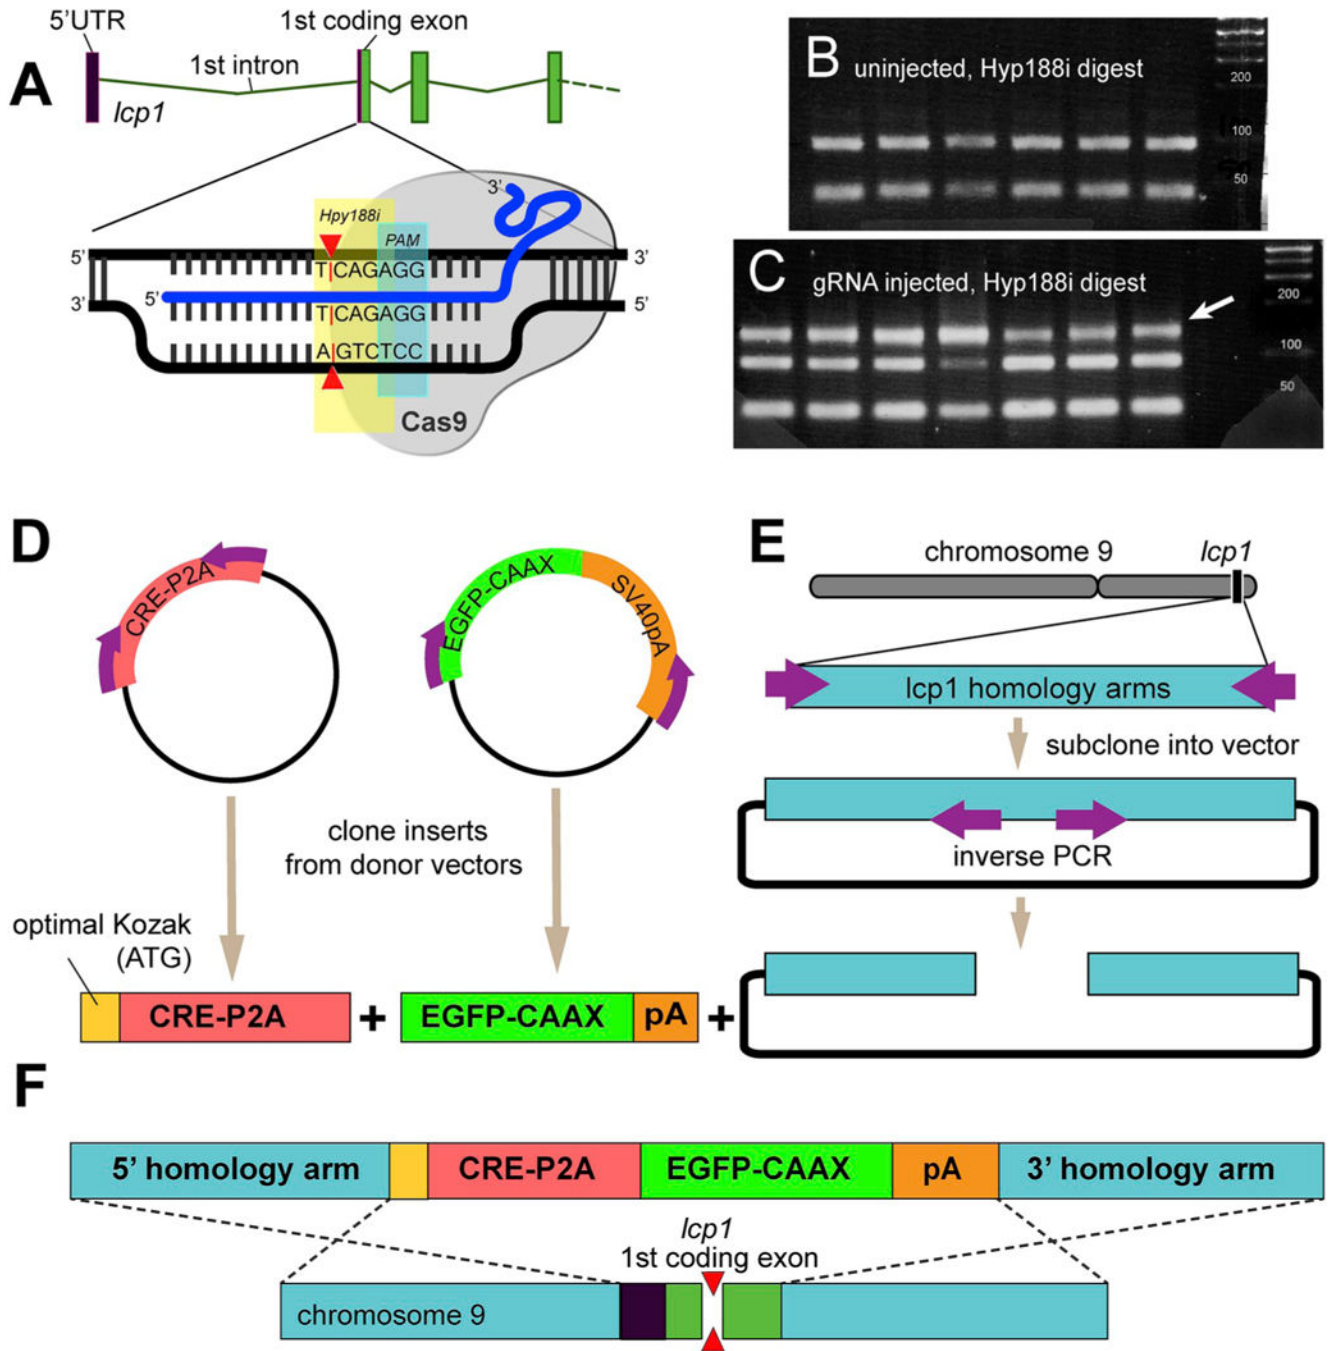 A
5'UTR
1st coding exon
1st intron
lcp1
3'
Hpy188i
PAM
5'
3'
TCAGAGG
5'
3'
5'
TCAGAGG
AGTCTCC
Cas9
B
uninjected, Hyp188i digest
200
100
50
C
gRNA injected, Hyp188i digest
200
100
50
D
CRE-P2A
EGFP-CAAX
SV40pA
clone inserts
from donor vectors
optimal Kozak
(ATG)
CRE-P2A
+
EGFP-CAAX
pA
+
E
chromosome 9
lcp1
lcp1 homology arms
subclone into vector
inverse PCR
F
5' homology arm
CRE-P2A
EGFP-CAAX
pA
3' homology arm
lcp1
1st coding exon
chromosome 9